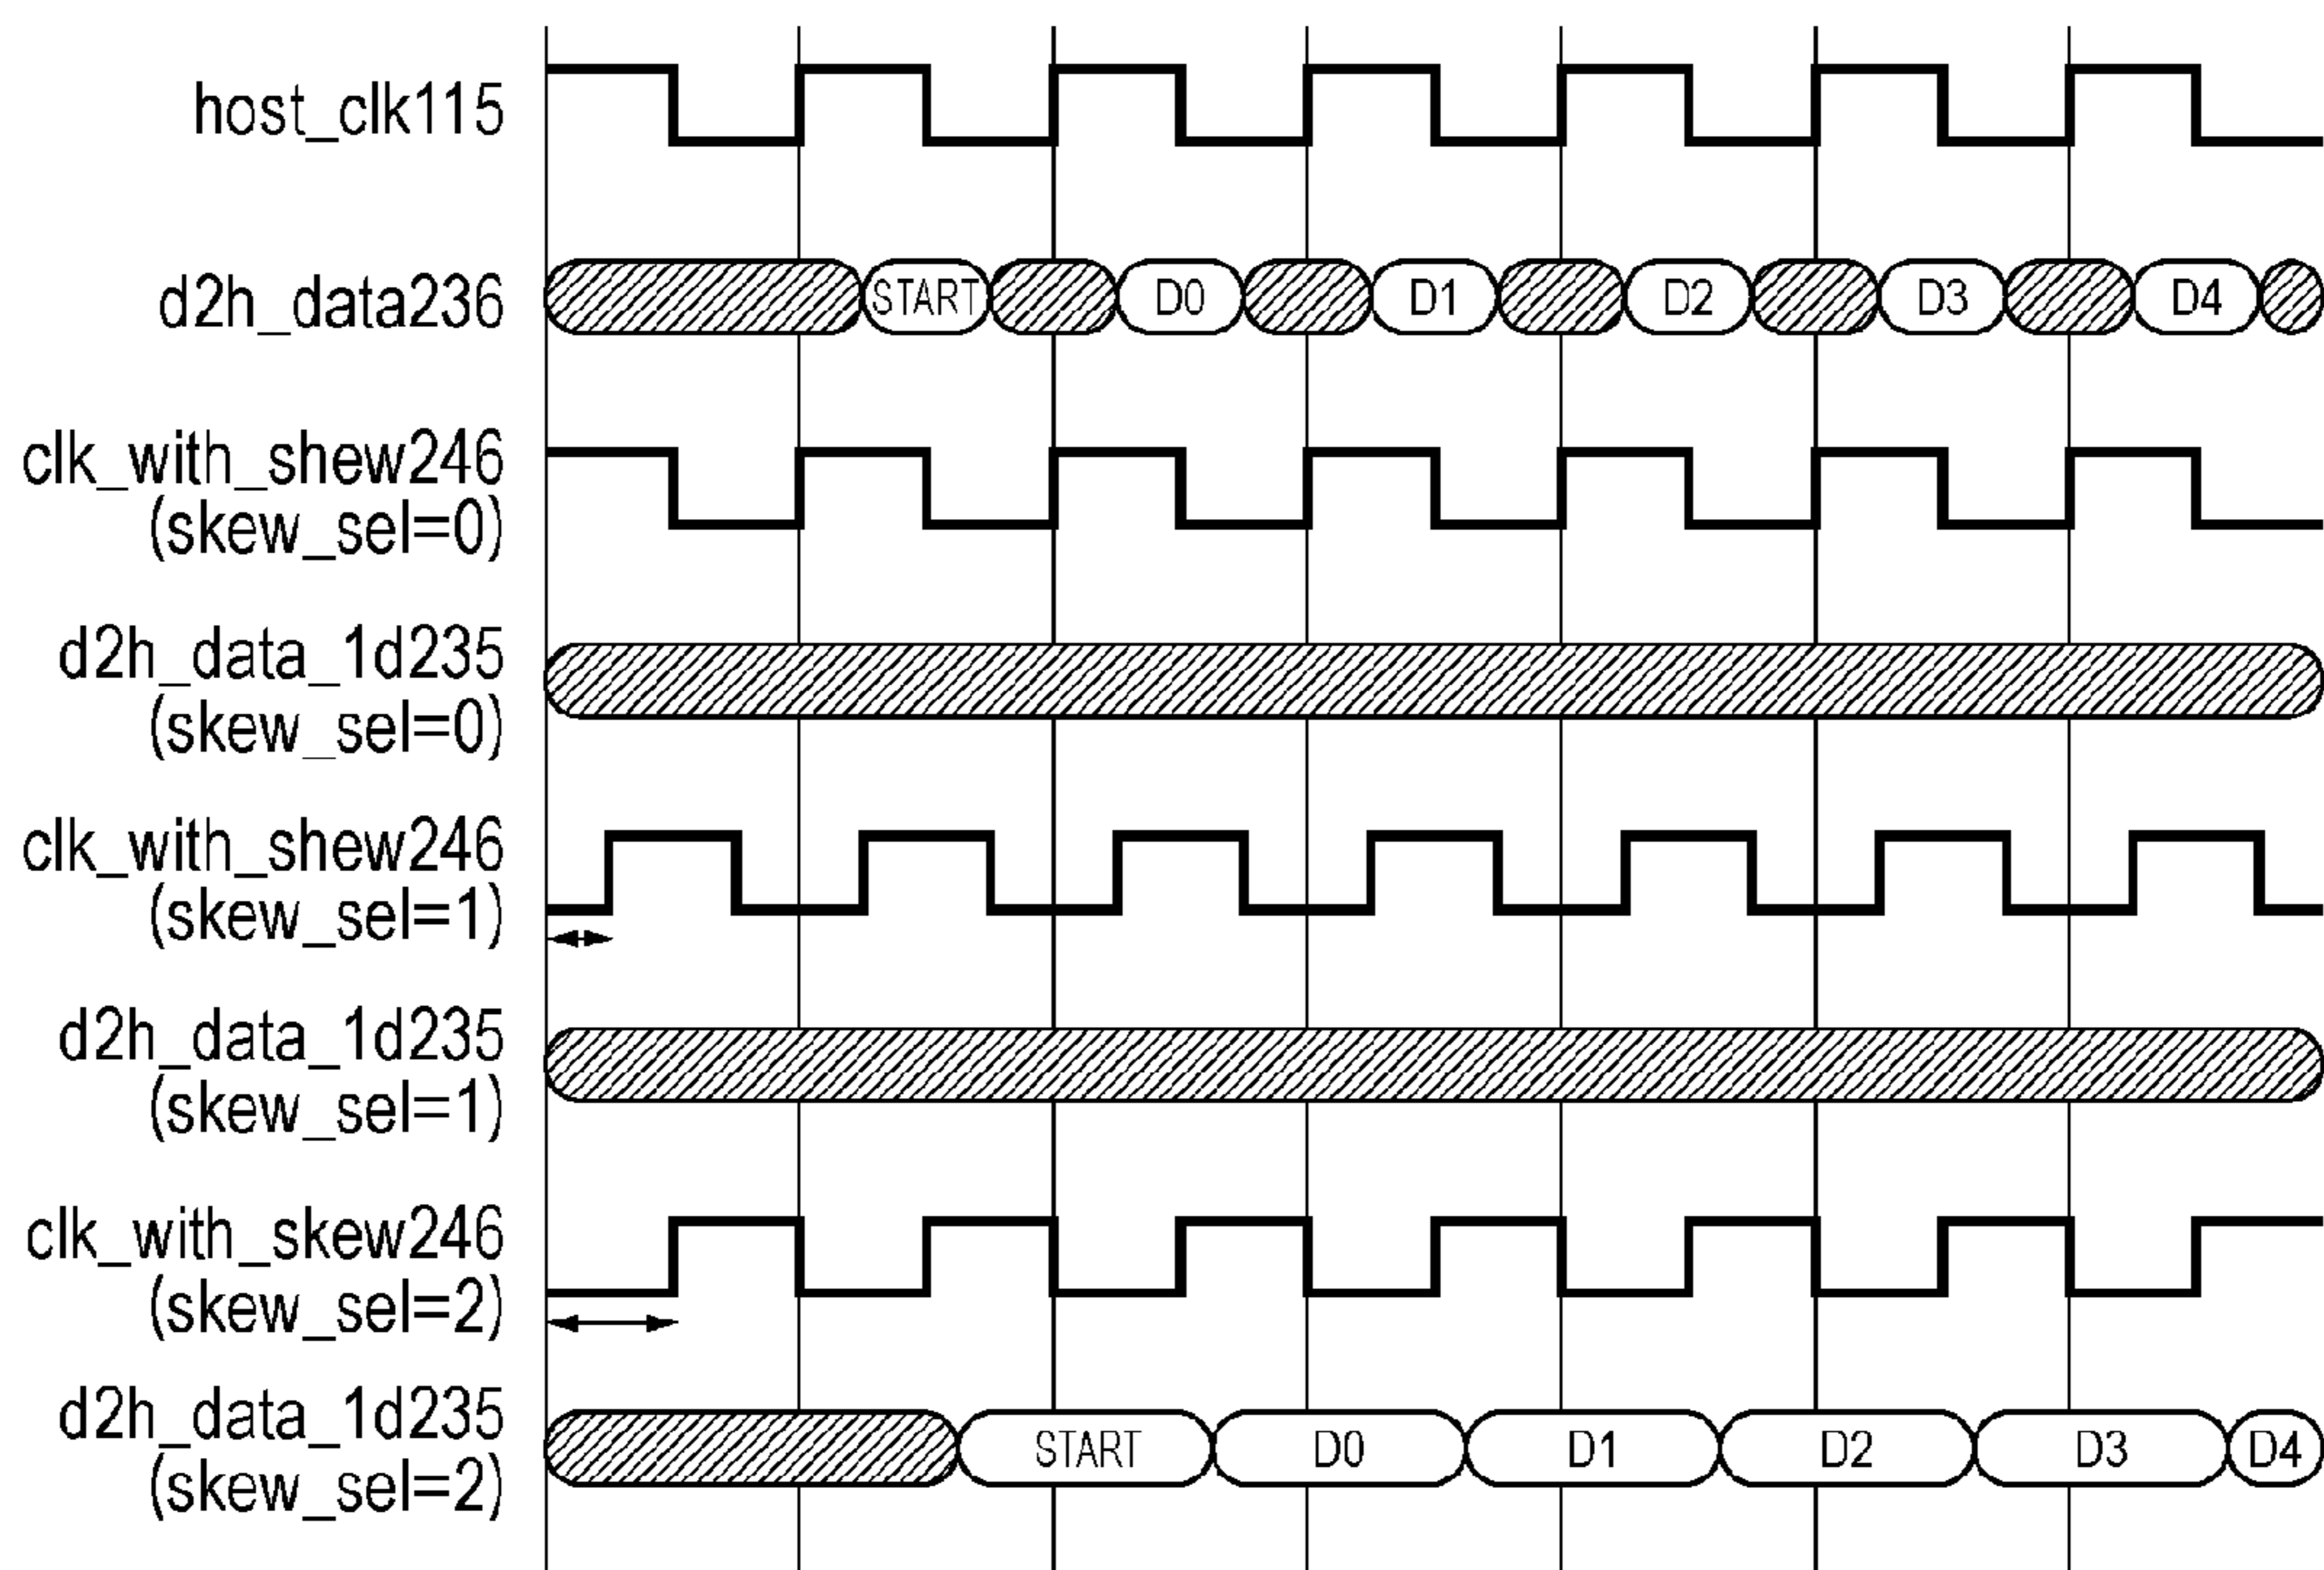 host_clk115
d2h_data236
START D0 D1 D2 D3 D4
clk_with_shew246
(skew_sel=0)
d2h_data_1d235
(skew_sel=0)
clk_with_shew246
(skew_sel=1)
d2h_data_1d235
(skew_sel=1)
clk_with_skew246
(skew_sel=2)
d2h_data_1d235
(skew_sel=2)
START D0 D1 D2 D3 D4